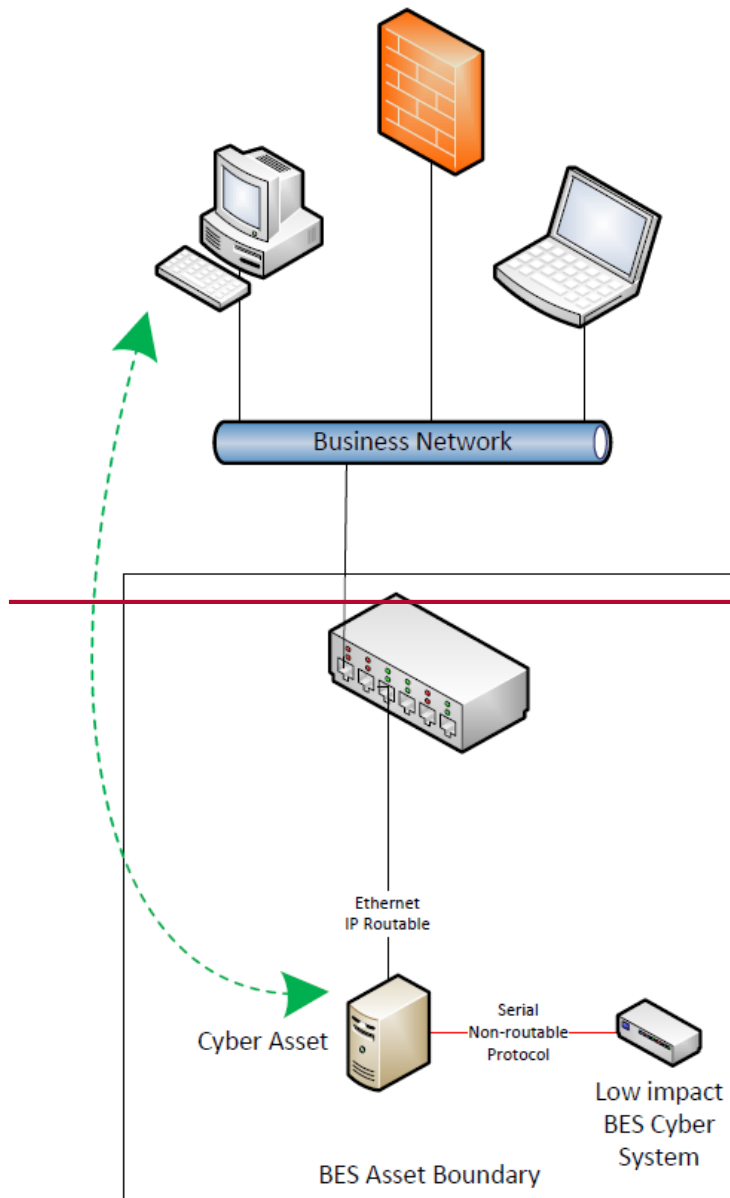 Business Network
Ethernet
IP Routable
Cyber Asset
Serial
Non-routable
Protocol
Low impact
BES Cyber
System
BES Asset Boundary